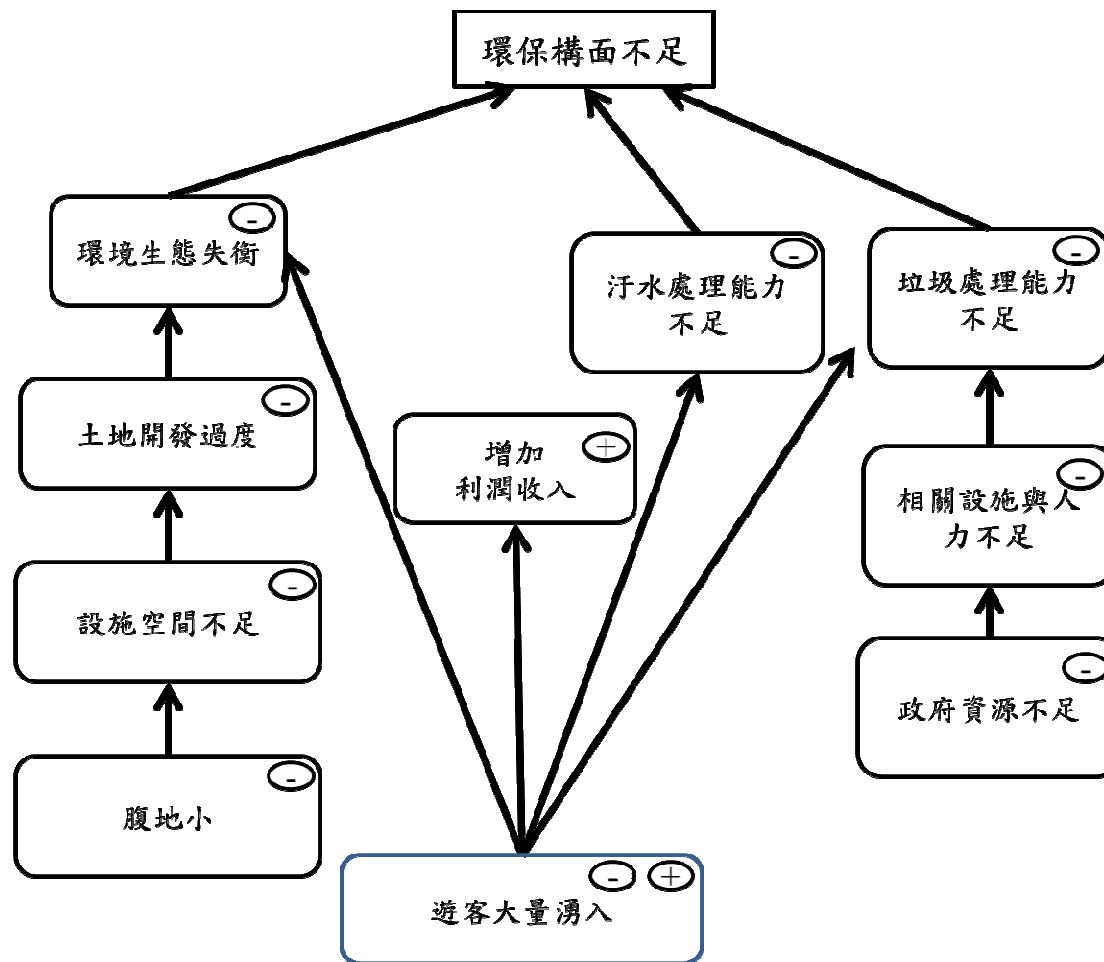 環保構面不足
-
環境生態失衡
-
汙水處理能力
不足
-
垃圾處理能力
不足
-
土地開發過度
+
增加
利潤收入
-
相關設施與人
力不足
-
設施空間不足
-
政府資源不足
-
腹地小
- +
遊客大量湧入